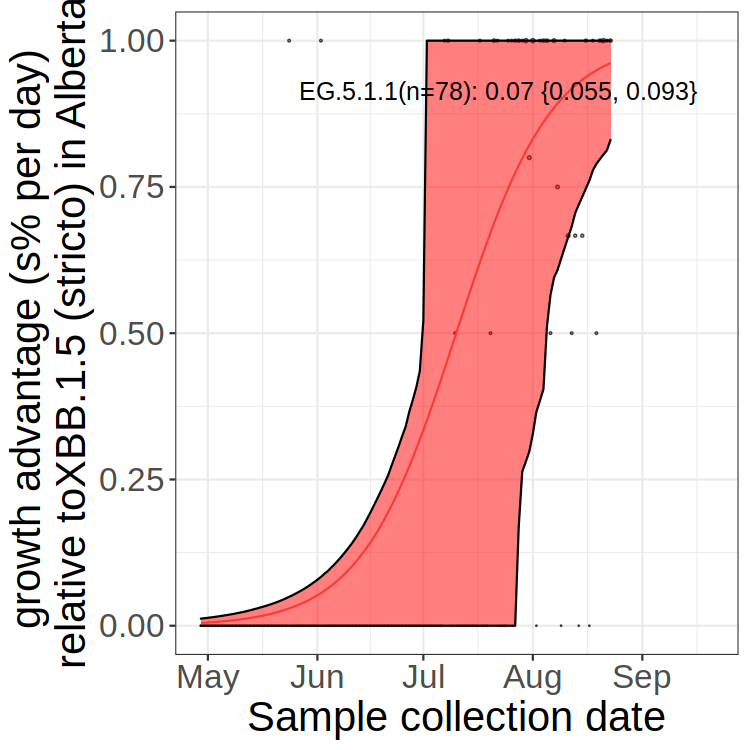 growth advantage (s% per day)
relative toXBB.1.5 (stricto) in Alberta
1.00
0.75
0.50
0.25
0.00
EG.5.1.1(n=78): 0.07 {0.055, 0.093}
May Jun Jul Aug Sep
Sample collection date